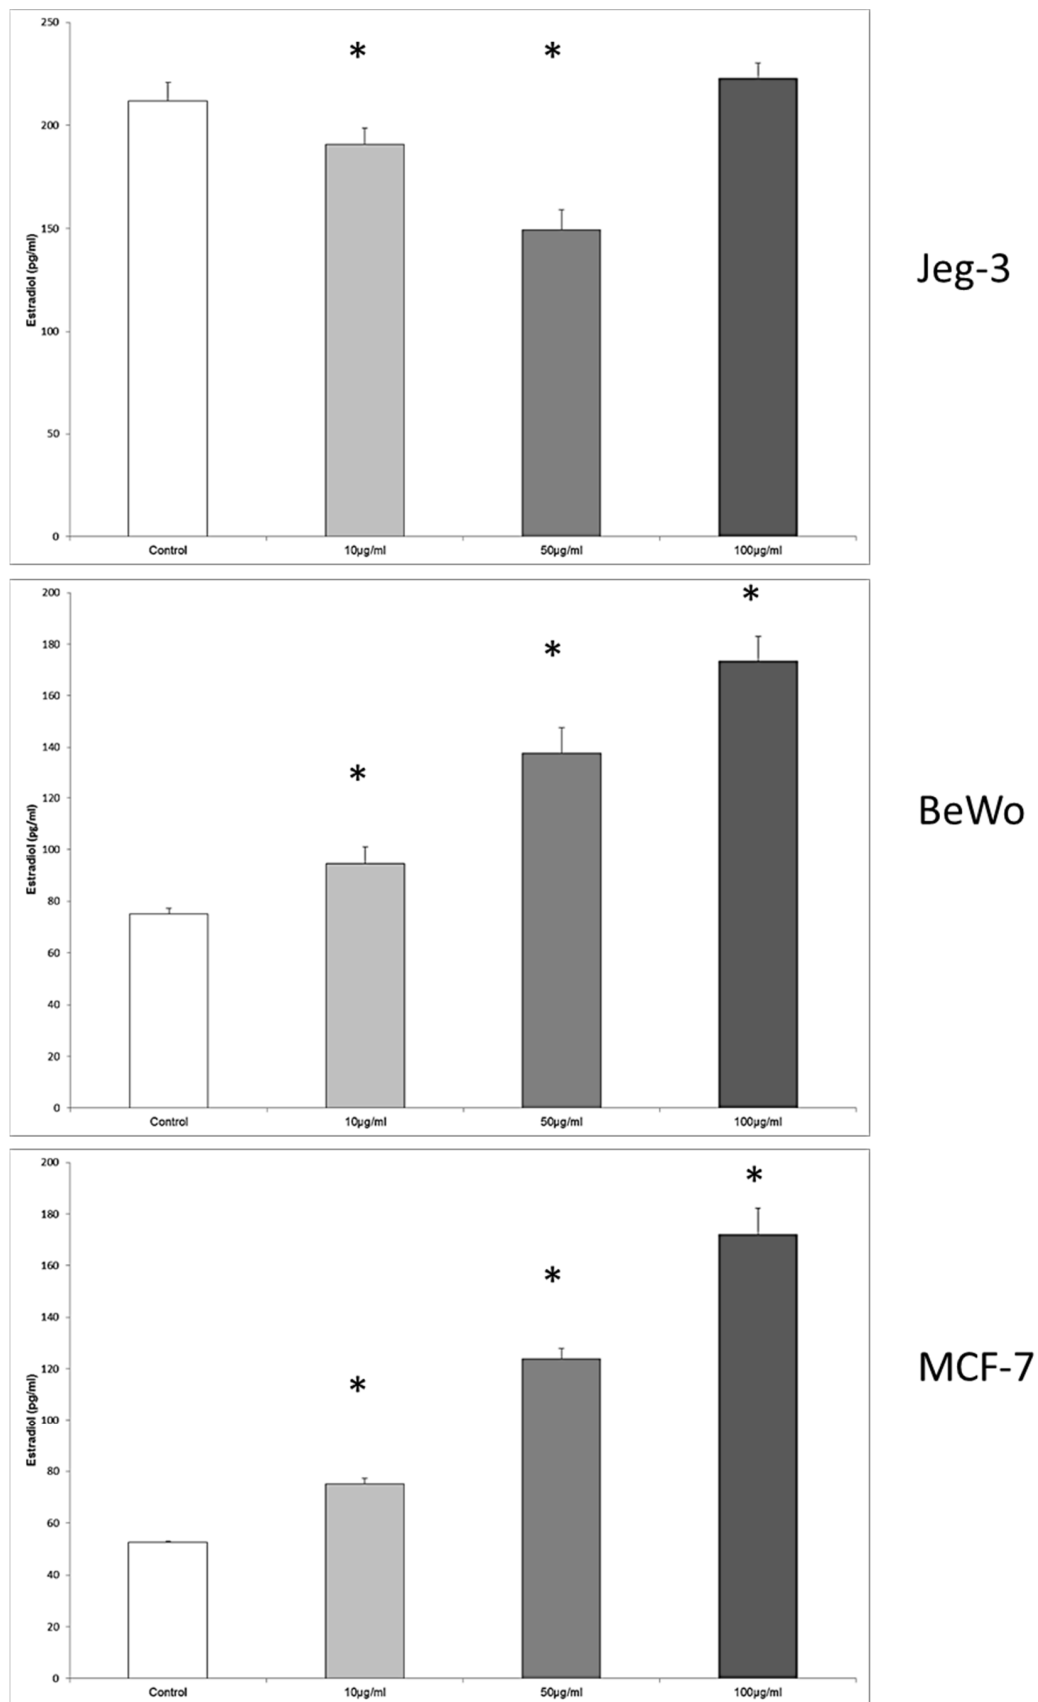 250
200
150
100
50
0
Estradiol (pg/ml)
*
*
Control
10µg/ml
50µg/ml
100µg/ml
Jeg-3
200
180
160
140
120
100
80
60
40
20
0
Estradiol (pg/ml)
*
*
*
Control
10µg/ml
50µg/ml
100µg/ml
BeWo
200
180
160
140
120
100
80
60
40
20
0
Estradiol (pg/ml)
*
*
*
Control
10µg/ml
50µg/ml
100µg/ml
MCF-7